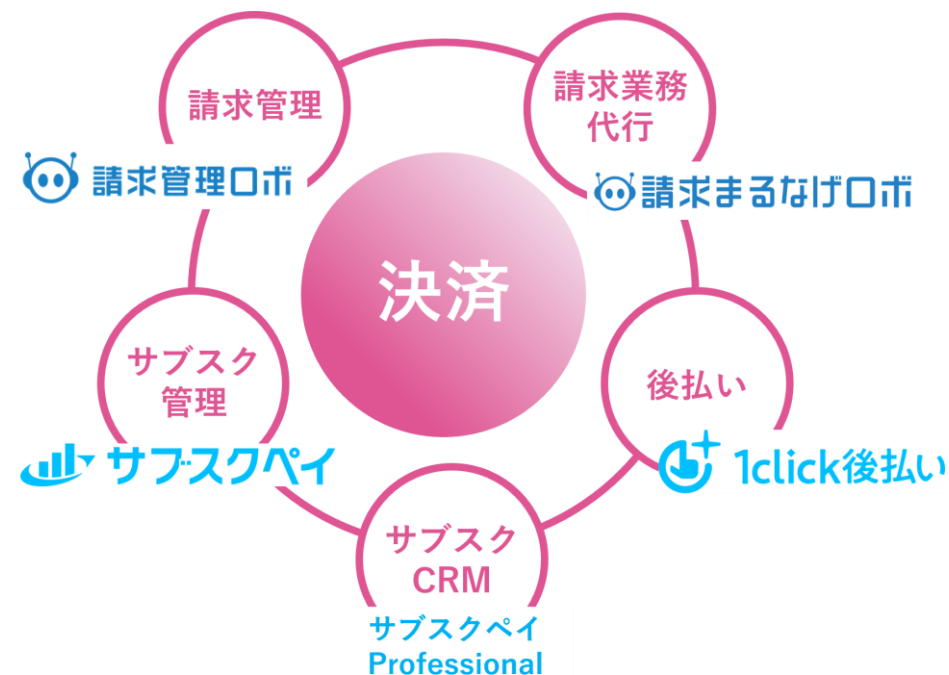 請求管理
請求管理ロボ
請求業務
代行
請求まるなげロボ
決済
サブスク
管理
サブスクペイ
後払い
1click後払い
サブスク
CRM
サブスクペイ
Professional